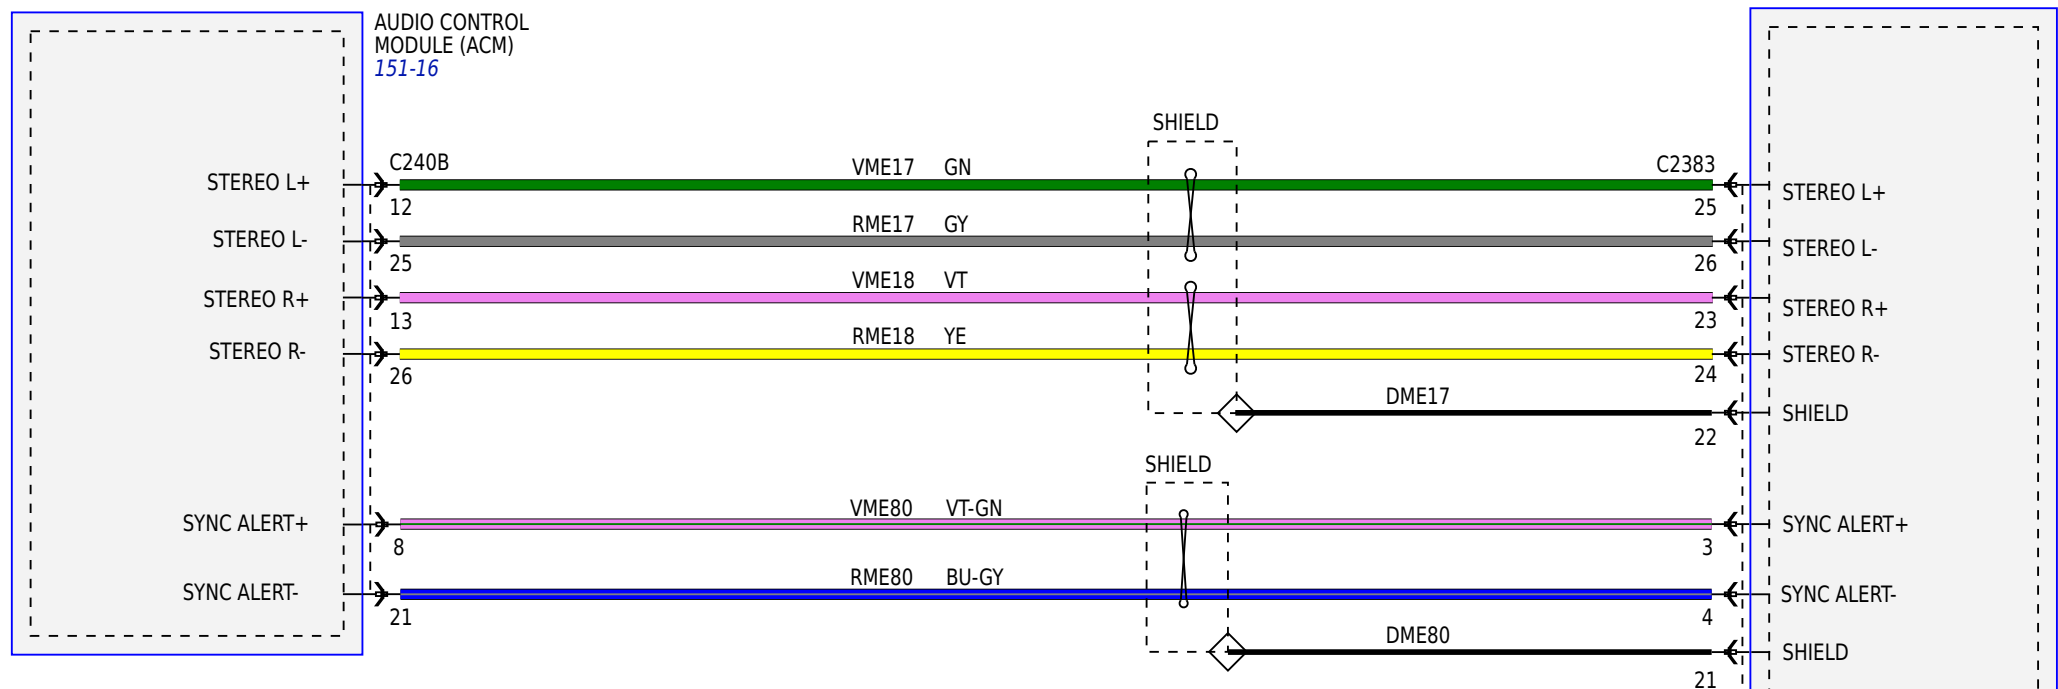 AUDIO CONTROL
MODULE (ACM)
151-16
SHIELD
C240B
VME17 GN
C2383
STEREO L+
STEREO L+
12
25
RME17 GY
STEREO L-
STEREO L-
25
26
VME18 VT
STEREO R+
STEREO R+
13
23
RME18 YE
STEREO R-
STEREO R-
26
24
DME17
SHIELD
22
SHIELD
VME80 VT-GN
SYNC ALERT+
SYNC ALERT+
8
3
RME80 BU-GY
SYNC ALERT-
SYNC ALERT-
21
4
DME80
SHIELD
21